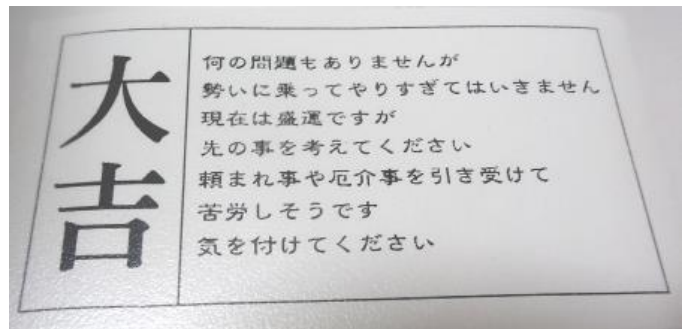 大吉
何の問題もありませんが
勢いに乗ってやりすぎてはいきません
現在は盛運ですが
先の事を考えてください
頼まれ事や厄介事を引き受けて
苦労しそうです
気を付けてください